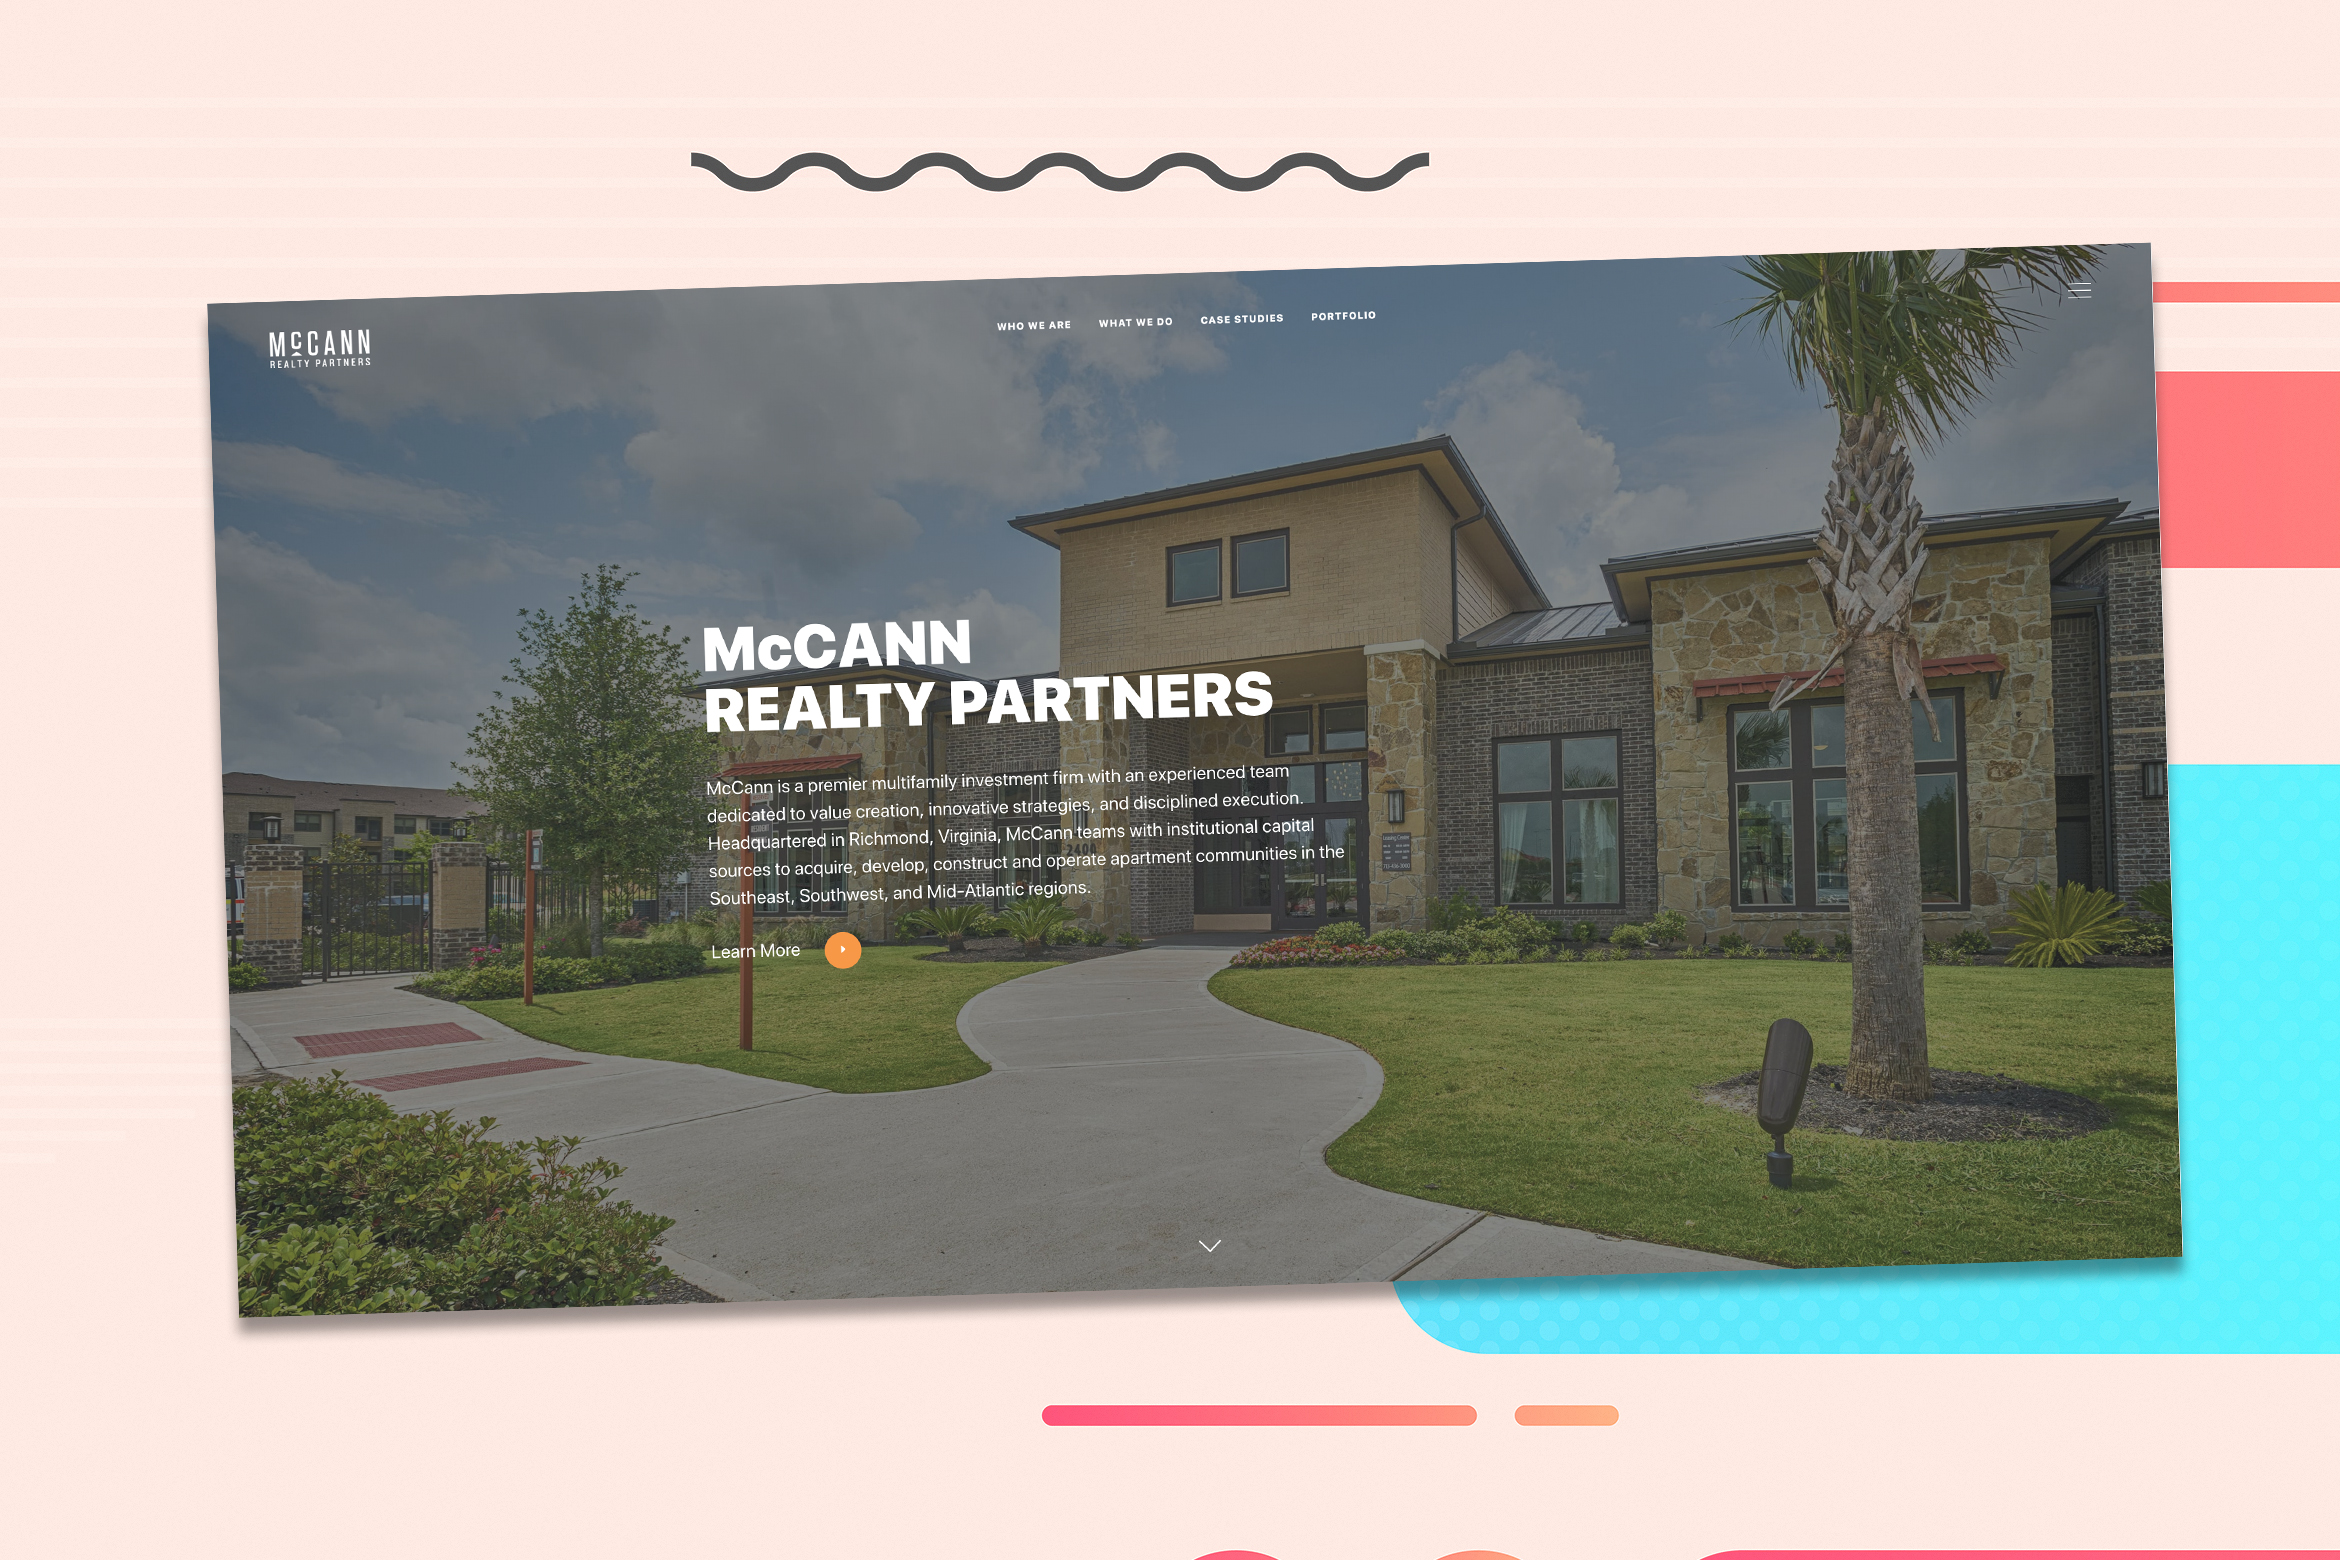 McCANN
REALTY PARTNERS
WHO WE ARE WHAT WE DO CASE STUDIES PORTFOLIO
McCANN
REALTY PARTNERS
McCann is a premier multifamily investment firm with an experienced team
dedicated to value creation, innovative strategies, and disciplined execution.
Headquartered in Richmond, Virginia, McCann teams with institutional capital
sources to acquire, develop, construct and operate apartment communities in the
Southeast, Southwest, and Mid-Atlantic regions.
Learn More
2400
Leasing Center